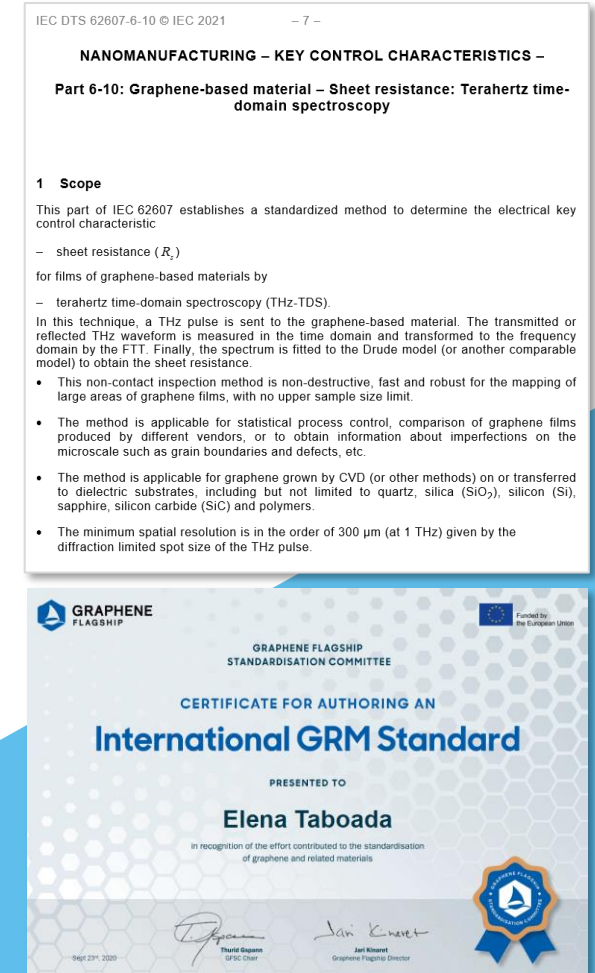 IEC DTS 62607-6-10 © IEC 2021 – 7 –
NANOMANUFACTURING – KEY CONTROL CHARACTERISTICS –
Part 6-10: Graphene-based material – Sheet resistance: Terahertz time-
domain spectroscopy
1 Scope
This part of IEC 62607 establishes a standardized method to determine the electrical key
control characteristic
– sheet resistance (Rs)
for films of graphene-based materials by
– terahertz time-domain spectroscopy (THz-TDS).
In this technique, a THz pulse is sent to the graphene-based material. The transmitted or
reflected THz waveform is measured in the time domain and transformed to the frequency
domain by the FTT. Finally, the spectrum is fitted to the Drude model (or another comparable
model) to obtain the sheet resistance.
• This non-contact inspection method is non-destructive, fast and robust for the mapping of
large areas of graphene films, with no upper sample size limit.
• The method is applicable for statistical process control, comparison of graphene films
produced by different vendors, or to obtain information about imperfections on the
microscale such as grain boundaries and defects, etc.
• The method is applicable for graphene grown by CVD (or other methods) on or transferred
to dielectric substrates, including but not limited to quartz, silica (SiO2), silicon (Si),
sapphire, silicon carbide (SiC) and polymers.
• The minimum spatial resolution is in the order of 300 µm (at 1 THz) given by the
diffraction limited spot size of the THz pulse.
GRAPHENE
FLAGSHIP
Funded by
the European Union
GRAPHENE FLAGSHIP
STANDARDISATION COMMITTEE
CERTIFICATE FOR AUTHORING AN
International GRM Standard
PRESENTED TO
Elena Taboada
in recognition of the effort contributed to the standardisation
of graphene and related materials
GRAPHENE FLAGSHIP
STANDARDISATION COMMITTEE
Jari Kinaret
Sept 23rd, 2020
Thurid Gspann
GFSC Chair
Jari Kinaret
Graphene Flagship Director